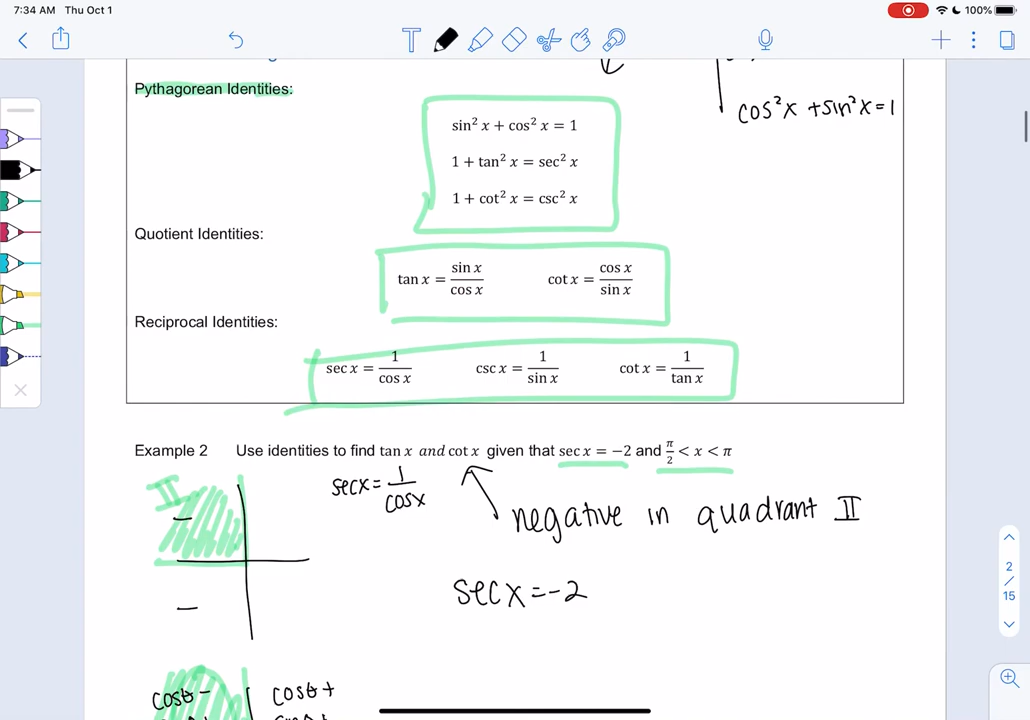 7:34 AM Thu Oct 1
100%
Pythagorean Identities:
cos²x + sin²x = 1
sin² x + cos² x = 1
1 + tan² x = sec² x
1 + cot² x = csc² x
Quotient Identities:
tan x = sin x / cos x    cot x = cos x / sin x
Reciprocal Identities:
sec x = 1 / cos x    csc x = 1 / sin x    cot x = 1 / tan x
Example 2 Use identities to find tan x and cot x given that sec x = −2 and π/2 < x < π
II
secx = 1 / cosx
negative in quadrant II
−
secx = -2
−
2
/
15
cosθ − cosθ +